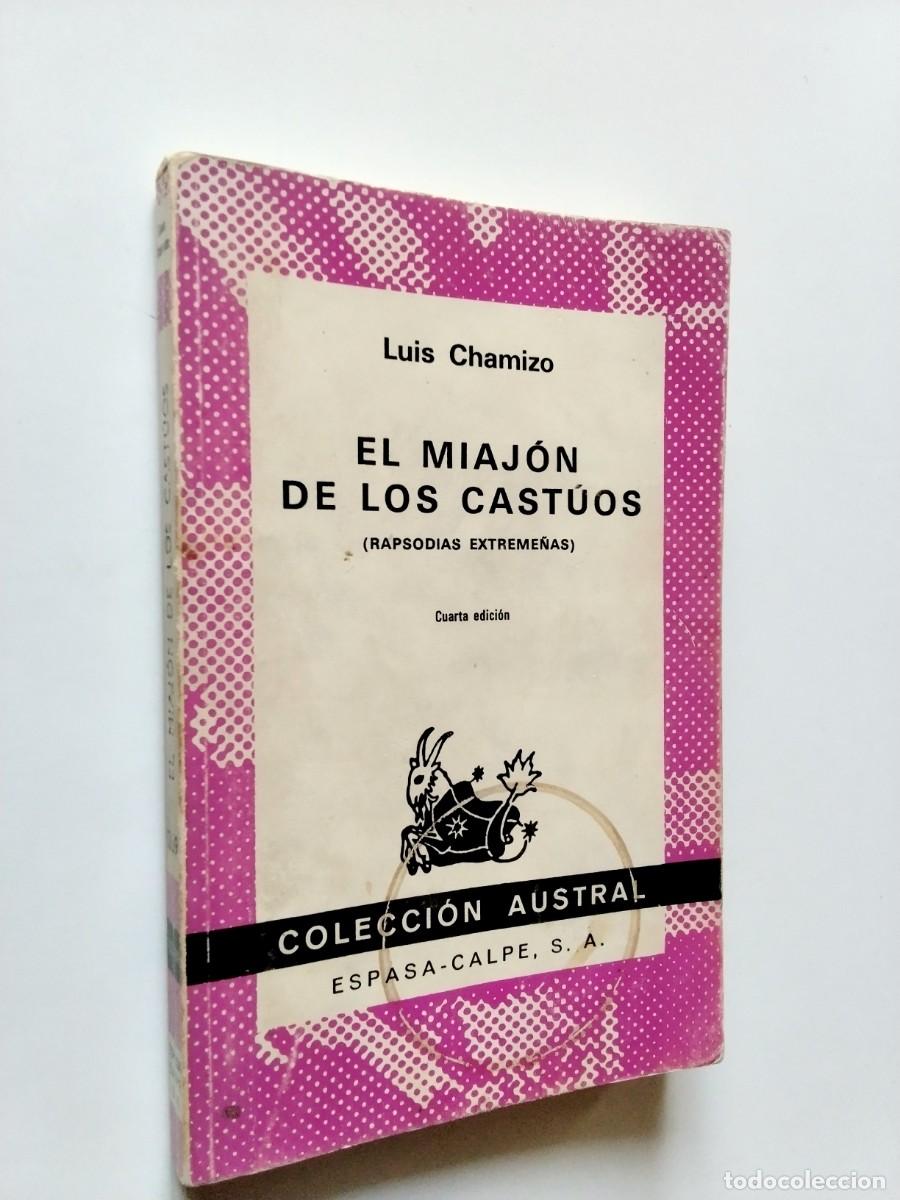 Luis Chamizo
EL MIAJÓN
DE LOS CASTÚOS
(RAPSODIAS EXTREMEÑAS)
Cuarta edición
COLECCIÓN AUSTRAL
ESPASA-CALPE, S. A.
EL MIAJÓN DE LOS CASTÚOS
todocoleccion